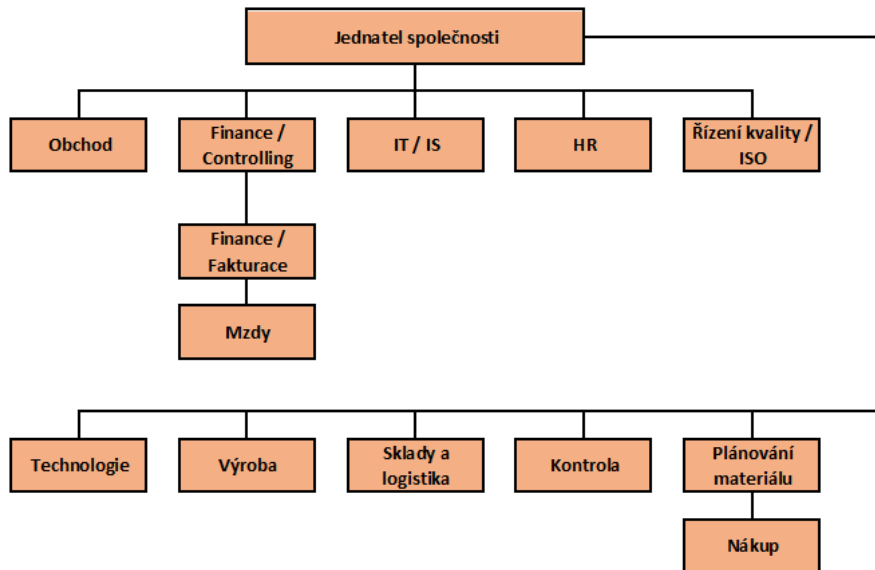 Jednatel společnosti
Obchod
Finance /
Controlling
IT / IS
HR
Řízení kvality /
ISO
Finance /
Fakturace
Mzdy
Technologie
Výroba
Sklady a
logistika
Kontrola
Plánování
materiálu
Nákup